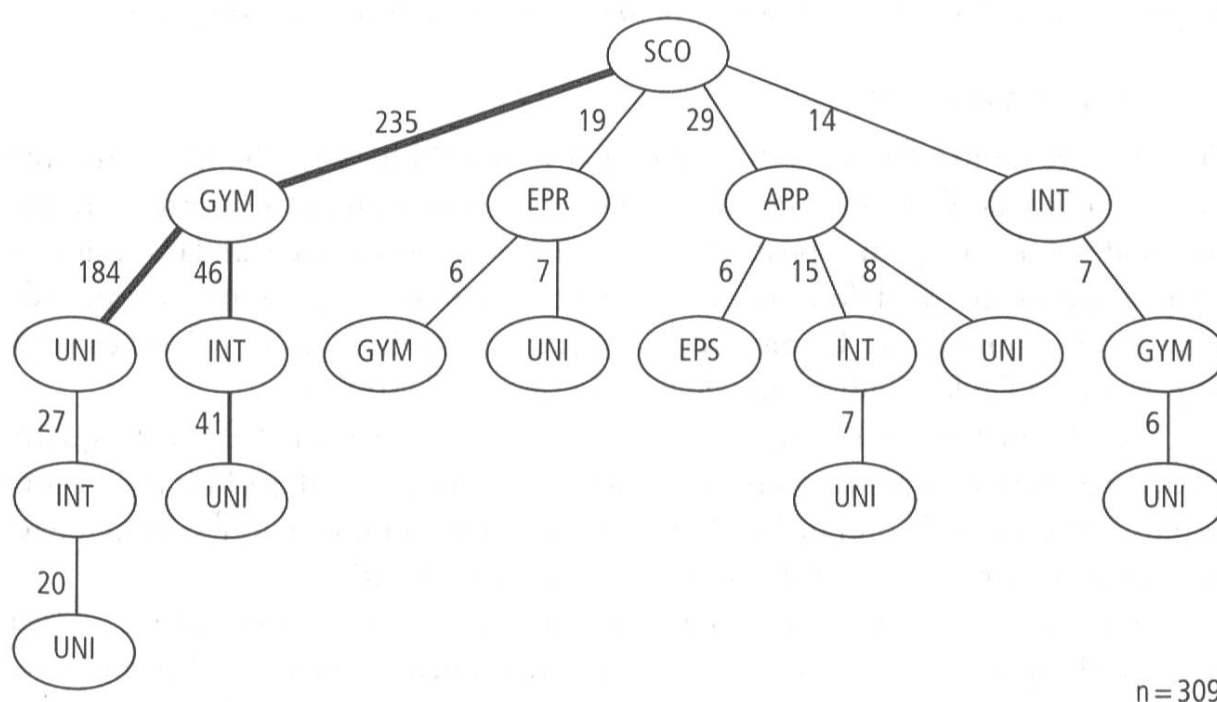 SCO
235 19 29 14
GYM EPR APP INT
184 46 6 7 6 15 8 7
UNI INT GYM UNI EPS INT UNI GYM
27 41 7 6
INT UNI UNI UNI
20
UNI
n = 309